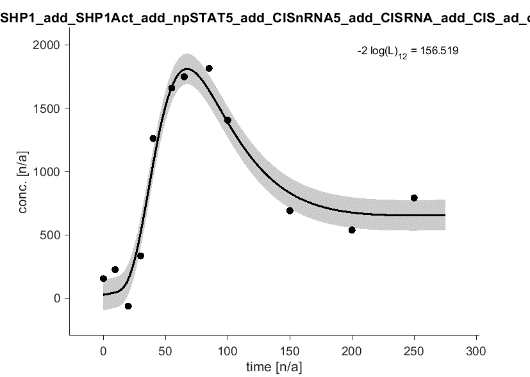 SHP1_add_SHP1Act_add_npSTAT5_add_CISnRNA5_add_CISRNA_add_CIS_ad_c
-2 log(L)12 = 156.519
2000
1500
1000
500
0
conc. [n/a]
0 50 100 150 200 250 300
time [n/a]